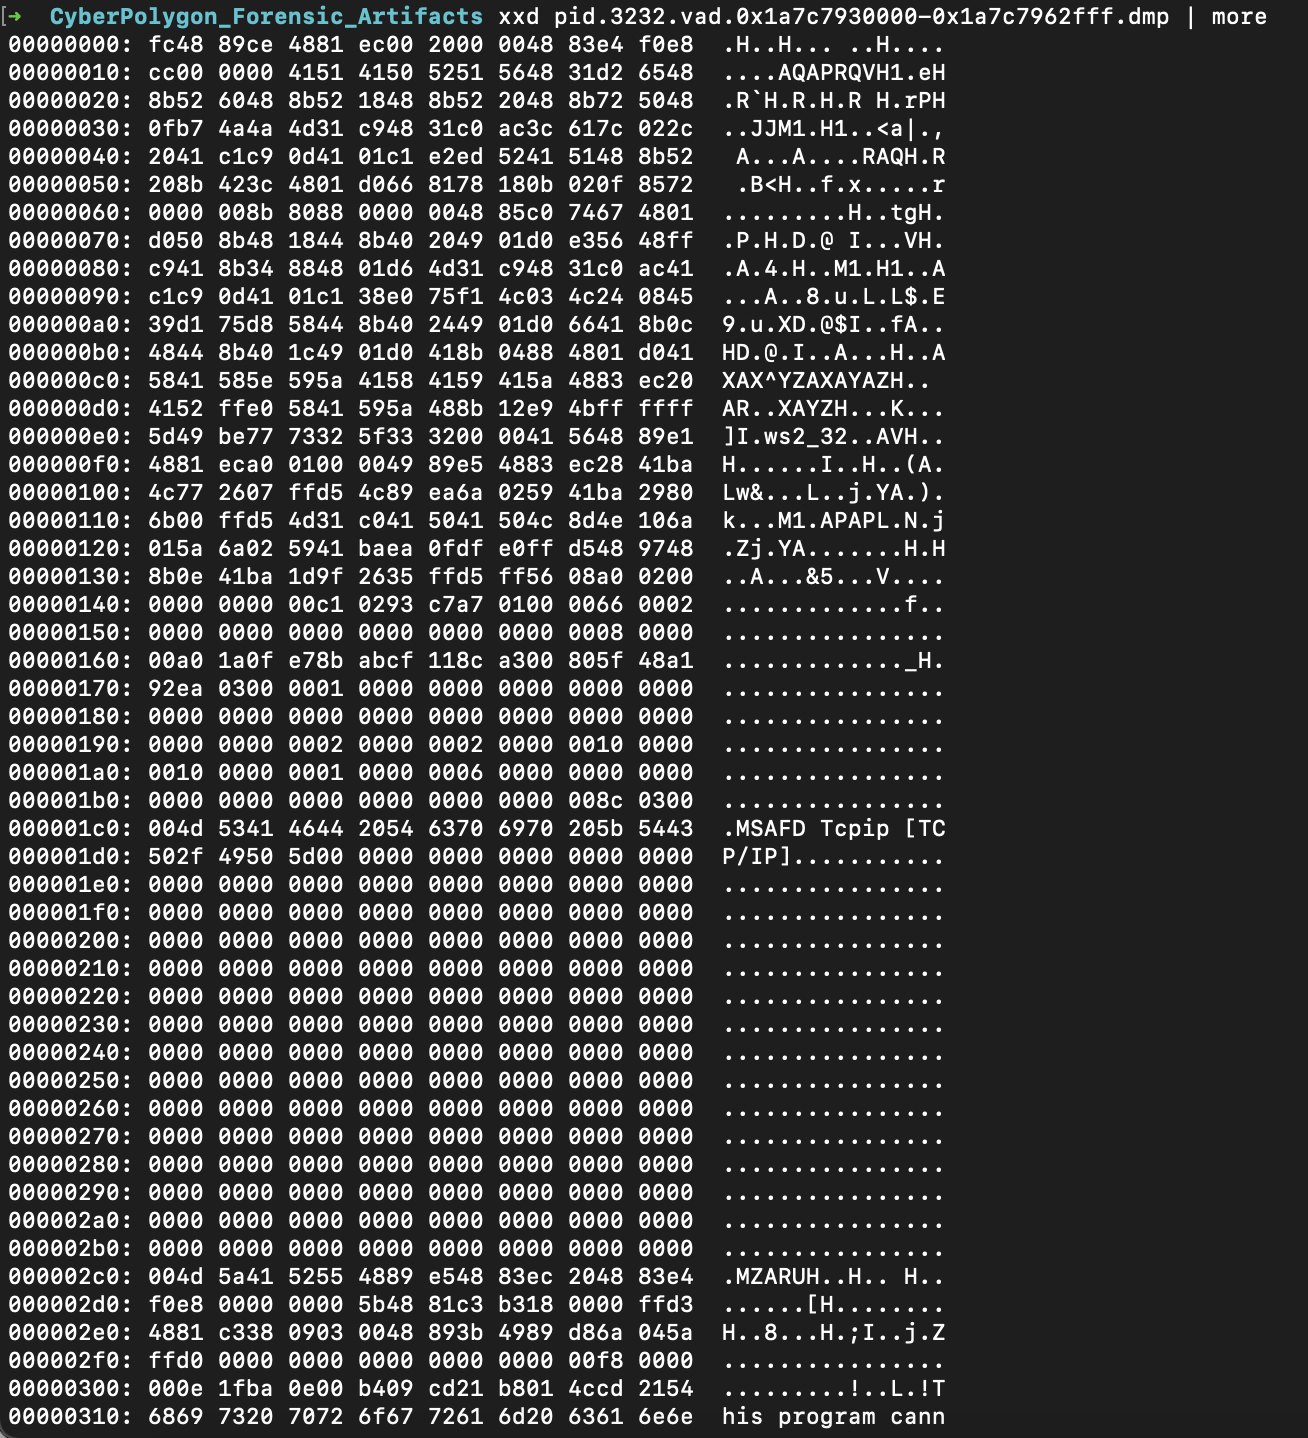 [➜  CyberPolygon_Forensic_Artifacts xxd pid.3232.vad.0x1a7c7930000-0x1a7c7962fff.dmp | more
00000000: fc48 89ce 4881 ec00 2000 0048 83e4 f0e8  .H..H... ..H....
00000010: cc00 0000 4151 4150 5251 5648 31d2 6548  ....AQAPRQVH1.eH
00000020: 8b52 6048 8b52 1848 8b52 2048 8b72 5048  .R`H.R.H.R H.rPH
00000030: 0fb7 4a4a 4d31 c948 31c0 ac3c 617c 022c  ..JJM1.H1..<a|.,
00000040: 2041 c1c9 0d41 01c1 e2ed 5241 5148 8b52   A...A....RAQH.R
00000050: 208b 423c 4801 d066 8178 180b 020f 8572   .B<H..f.x.....r
00000060: 0000 008b 8088 0000 0048 85c0 7467 4801  .........H..tgH.
00000070: d050 8b48 1844 8b40 2049 01d0 e356 48ff  .P.H.D.@ I...VH.
00000080: c941 8b34 8848 01d6 4d31 c948 31c0 ac41  .A.4.H..M1.H1..A
00000090: c1c9 0d41 01c1 38e0 75f1 4c03 4c24 0845  ...A..8.u.L.L$.E
000000a0: 39d1 75d8 5844 8b40 2449 01d0 6641 8b0c  9.u.XD.@$I..fA..
000000b0: 4844 8b40 1c49 01d0 418b 0488 4801 d041  HD.@.I..A...H..A
000000c0: 5841 585e 595a 4158 4159 415a 4883 ec20  XAX^YZAXAYAZH..
000000d0: 4152 ffe0 5841 595a 488b 12e9 4bff ffff  AR..XAYZH...K...
000000e0: 5d49 be77 7332 5f33 3200 0041 5648 89e1  ]I.ws2_32..AVH..
000000f0: 4881 eca0 0100 0049 89e5 4883 ec28 41ba  H......I..H..(A.
00000100: 4c77 2607 ffd5 4c89 ea6a 0259 41ba 2980  Lw&...L..j.YA.).
00000110: 6b00 ffd5 4d31 c041 5041 504c 8d4e 106a  k...M1.APAPL.N.j
00000120: 015a 6a02 5941 baea 0fdf e0ff d548 9748  .Zj.YA.......H.H
00000130: 8b0e 41ba 1d9f 2635 ffd5 ff56 08a0 0200  ..A...&5...V....
00000140: 0000 0000 00c1 0293 c7a7 0100 0066 0002  .............f..
00000150: 0000 0000 0000 0000 0000 0000 0008 0000  ................
00000160: 00a0 1a0f e78b abcf 118c a300 805f 48a1  ............._H.
00000170: 92ea 0300 0001 0000 0000 0000 0000 0000  ................
00000180: 0000 0000 0000 0000 0000 0000 0000 0000  ................
00000190: 0000 0000 0002 0000 0002 0000 0010 0000  ................
000001a0: 0010 0000 0001 0000 0006 0000 0000 0000  ................
000001b0: 0000 0000 0000 0000 0000 0000 008c 0300  ................
000001c0: 004d 5341 4644 2054 6370 6970 205b 5443  .MSAFD Tcpip [TC
000001d0: 502f 4950 5d00 0000 0000 0000 0000 0000  P/IP]...........
000001e0: 0000 0000 0000 0000 0000 0000 0000 0000  ................
000001f0: 0000 0000 0000 0000 0000 0000 0000 0000  ................
00000200: 0000 0000 0000 0000 0000 0000 0000 0000  ................
00000210: 0000 0000 0000 0000 0000 0000 0000 0000  ................
00000220: 0000 0000 0000 0000 0000 0000 0000 0000  ................
00000230: 0000 0000 0000 0000 0000 0000 0000 0000  ................
00000240: 0000 0000 0000 0000 0000 0000 0000 0000  ................
00000250: 0000 0000 0000 0000 0000 0000 0000 0000  ................
00000260: 0000 0000 0000 0000 0000 0000 0000 0000  ................
00000270: 0000 0000 0000 0000 0000 0000 0000 0000  ................
00000280: 0000 0000 0000 0000 0000 0000 0000 0000  ................
00000290: 0000 0000 0000 0000 0000 0000 0000 0000  ................
000002a0: 0000 0000 0000 0000 0000 0000 0000 0000  ................
000002b0: 0000 0000 0000 0000 0000 0000 0000 0000  ................
000002c0: 004d 5a41 5255 4889 e548 83ec 2048 83e4  .MZARUH..H.. H..
000002d0: f0e8 0000 0000 5b48 81c3 b318 0000 ffd3  ......[H........
000002e0: 4881 c338 0903 0048 893b 4989 d86a 045a  H..8...H.;I..j.Z
000002f0: ffd0 0000 0000 0000 0000 0000 00f8 0000  ................
00000300: 000e 1fba 0e00 b409 cd21 b801 4ccd 2154  .........!..L.!T
00000310: 6869 7320 7072 6f67 7261 6d20 6361 6e6e  his program cann